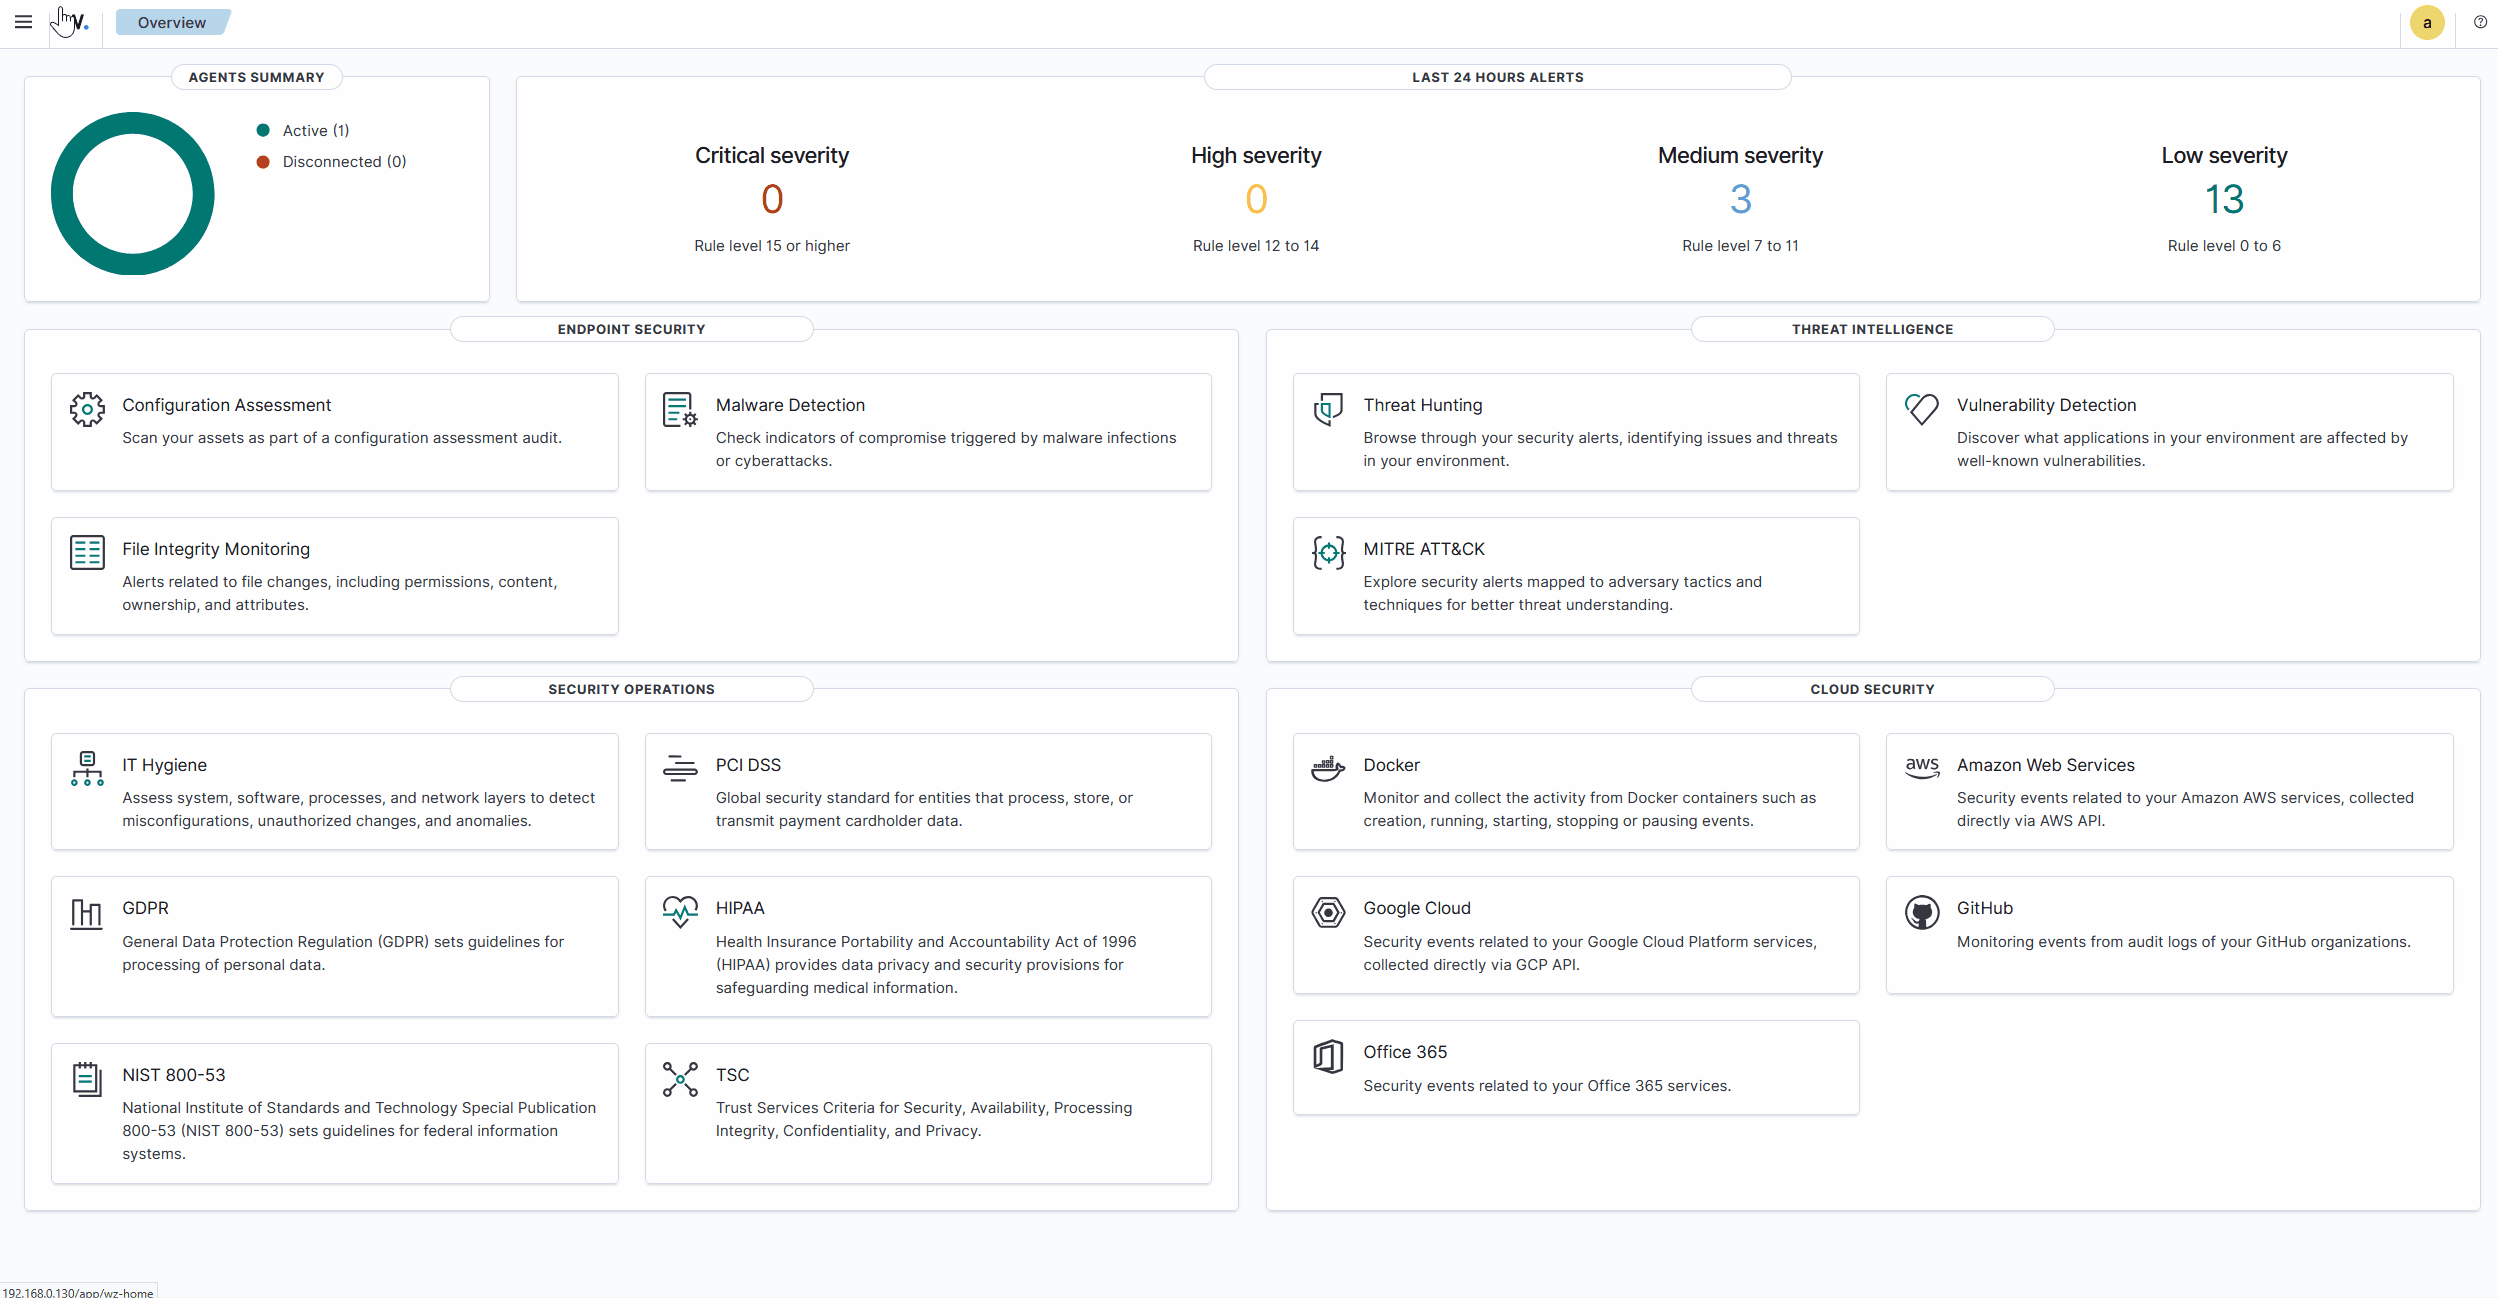 W.
Overview
a
AGENTS SUMMARY
Active (1)
Disconnected (0)
LAST 24 HOURS ALERTS
Critical severity
0
Rule level 15 or higher
High severity
0
Rule level 12 to 14
Medium severity
3
Rule level 7 to 11
Low severity
13
Rule level 0 to 6
ENDPOINT SECURITY
Configuration Assessment
Scan your assets as part of a configuration assessment audit.
Malware Detection
Check indicators of compromise triggered by malware infections
or cyberattacks.
File Integrity Monitoring
Alerts related to file changes, including permissions, content,
ownership, and attributes.
THREAT INTELLIGENCE
Threat Hunting
Browse through your security alerts, identifying issues and threats
in your environment.
Vulnerability Detection
Discover what applications in your environment are affected by
well-known vulnerabilities.
MITRE ATT&CK
Explore security alerts mapped to adversary tactics and
techniques for better threat understanding.
SECURITY OPERATIONS
IT Hygiene
Assess system, software, processes, and network layers to detect
misconfigurations, unauthorized changes, and anomalies.
PCI DSS
Global security standard for entities that process, store, or
transmit payment cardholder data.
GDPR
General Data Protection Regulation (GDPR) sets guidelines for
processing of personal data.
HIPAA
Health Insurance Portability and Accountability Act of 1996
(HIPAA) provides data privacy and security provisions for
safeguarding medical information.
NIST 800-53
National Institute of Standards and Technology Special Publication
800-53 (NIST 800-53) sets guidelines for federal information
systems.
TSC
Trust Services Criteria for Security, Availability, Processing
Integrity, Confidentiality, and Privacy.
CLOUD SECURITY
Docker
Monitor and collect the activity from Docker containers such as
creation, running, starting, stopping or pausing events.
aws
Amazon Web Services
Security events related to your Amazon AWS services, collected
directly via AWS API.
Google Cloud
Security events related to your Google Cloud Platform services,
collected directly via GCP API.
GitHub
Monitoring events from audit logs of your GitHub organizations.
Office 365
Security events related to your Office 365 services.
192.168.0.130/app/wz-home